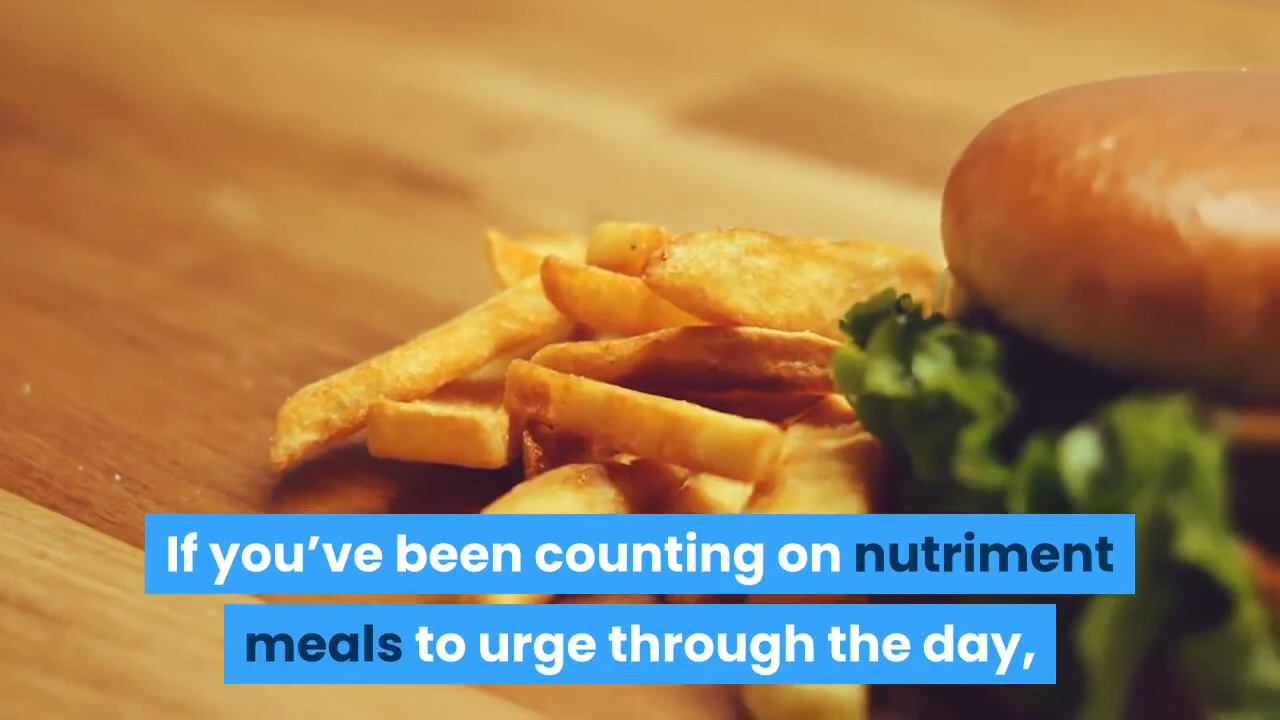 If you’ve been counting on nutriment
meals to urge through the day,